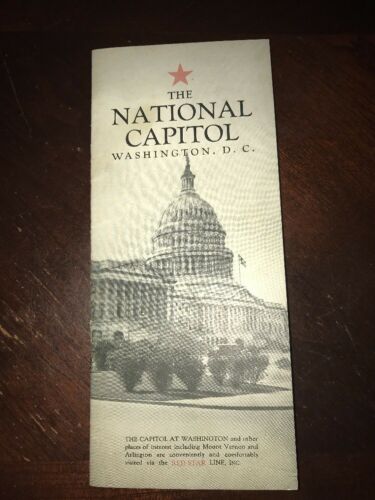 THE
NATIONAL
CAPITOL
WASHINGTON, D. C.
THE CAPITOL AT WASHINGTON and other
places of interest including Mount Vernon and
Arlington are conveniently and comfortably
visited via the RED STAR LINE, INC.